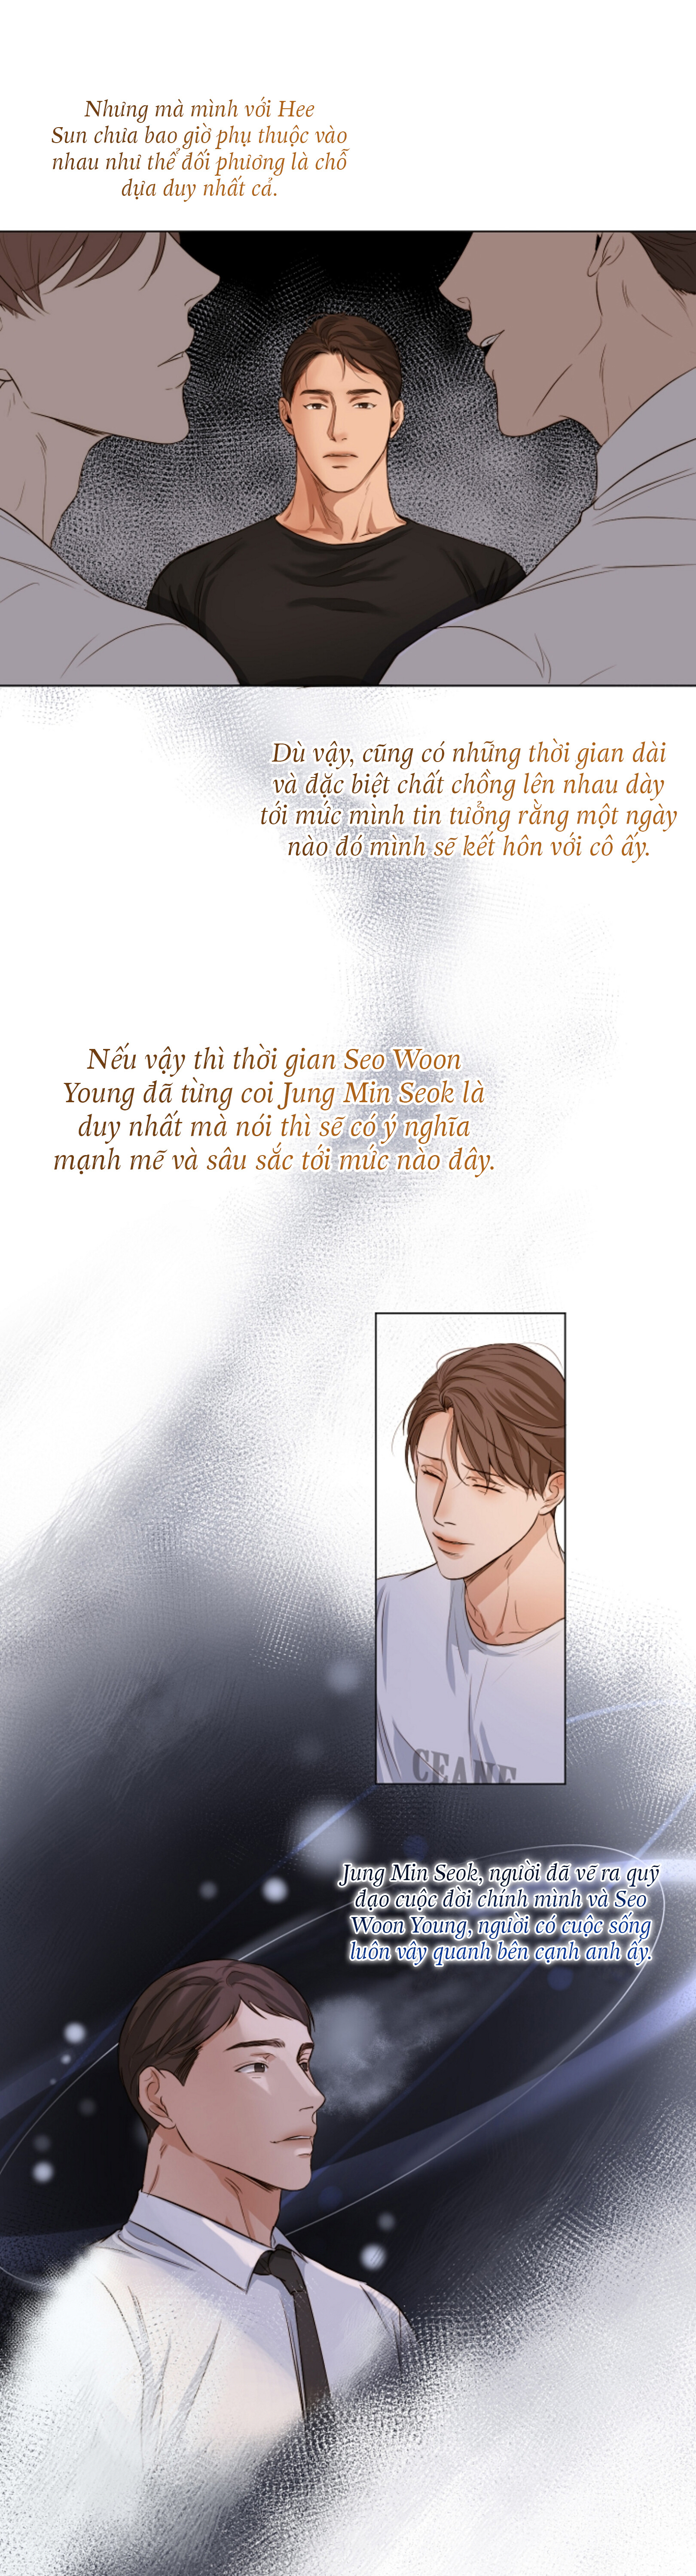 Nhưng mà mình với Hee
Sun chưa bao giờ phụ thuộc vào
nhau như thể đối phương là chỗ
dựa duy nhất cả.
Dù vậy, cũng có những thời gian dài
và đặc biệt chất chồng lên nhau dày
tới mức mình tin tưởng rằng một ngày
nào đó mình sẽ kết hôn với cô ấy.
Nếu vậy thì thời gian Seo Woon
Young đã từng coi Jung Min Seok là
duy nhất mà nói thì sẽ có ý nghĩa
mạnh mẽ và sâu sắc tới mức nào đây.
CEANE
Jung Min Seok, người đã vẽ ra quỹ
đạo cuộc đời chính mình và Seo
Woon Young, người có cuộc sống
luôn vây quanh bên cạnh anh ấy.